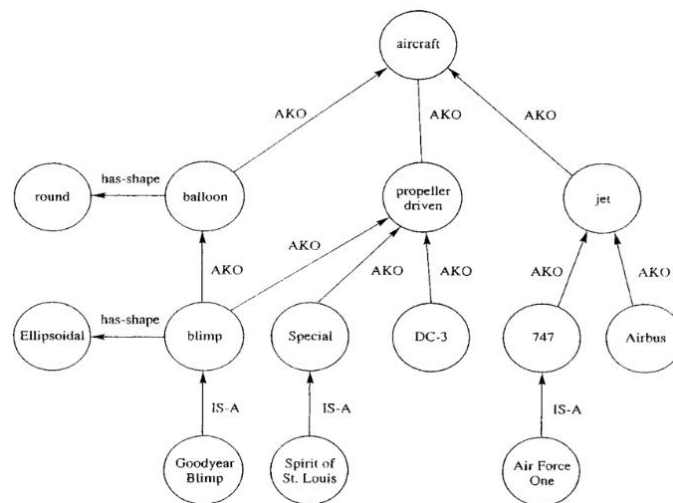 aircraft
AKO
AKO
AKO
round
has-shape
balloon
propeller
driven
jet
AKO
AKO
AKO
AKO
AKO
AKO
Ellipsoidal
has-shape
blimp
Special
DC-3
747
Airbus
IS-A
IS-A
IS-A
Goodyear
Blimp
Spirit of
St. Louis
Air Force
One